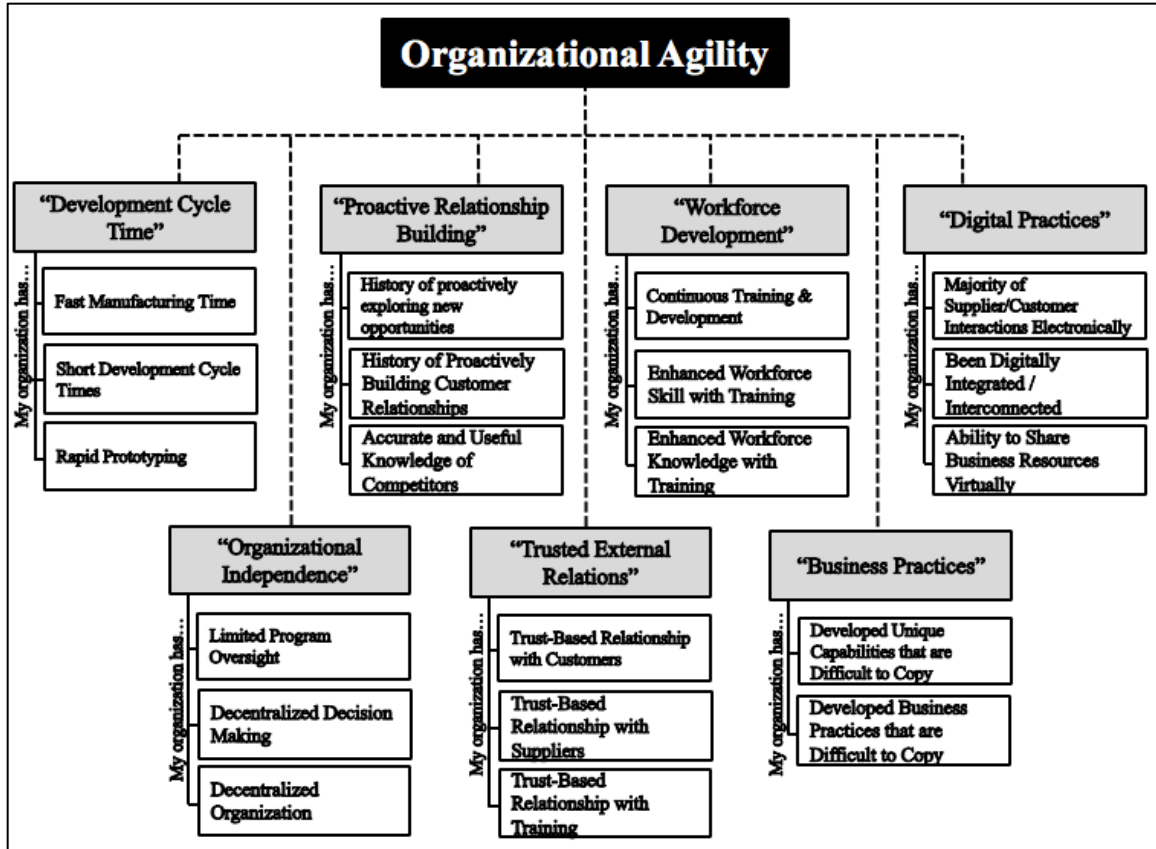 Organizational Agility
“Development Cycle
Time”
My organization has…
Fast Manufacturing Time
Short Development Cycle
Times
Rapid Prototyping
“Proactive Relationship
Building”
My organization has…
History of proactively
exploring new
opportunities
History of Proactively
Building Customer
Relationships
Accurate and Useful
Knowledge of
Competitors
“Workforce
Development”
My organization has…
Continuous Training &
Development
Enhanced Workforce
Skill with Training
Enhanced Workforce
Knowledge with
Training
“Digital Practices”
My organization has…
Majority of
Supplier/Customer
Interactions Electronically
Been Digitally
Integrated /
Interconnected
Ability to Share
Business Resources
Virtually
“Organizational
Independence”
My organization has…
Limited Program
Oversight
Decentralized Decision
Making
Decentralized
Organization
“Trusted External
Relations”
My organization has…
Trust-Based Relationship
with Customers
Trust-Based
Relationship with
Suppliers
Trust-Based
Relationship with
Training
“Business Practices”
My organization has…
Developed Unique
Capabilities that are
Difficult to Copy
Developed Business
Practices that are
Difficult to Copy